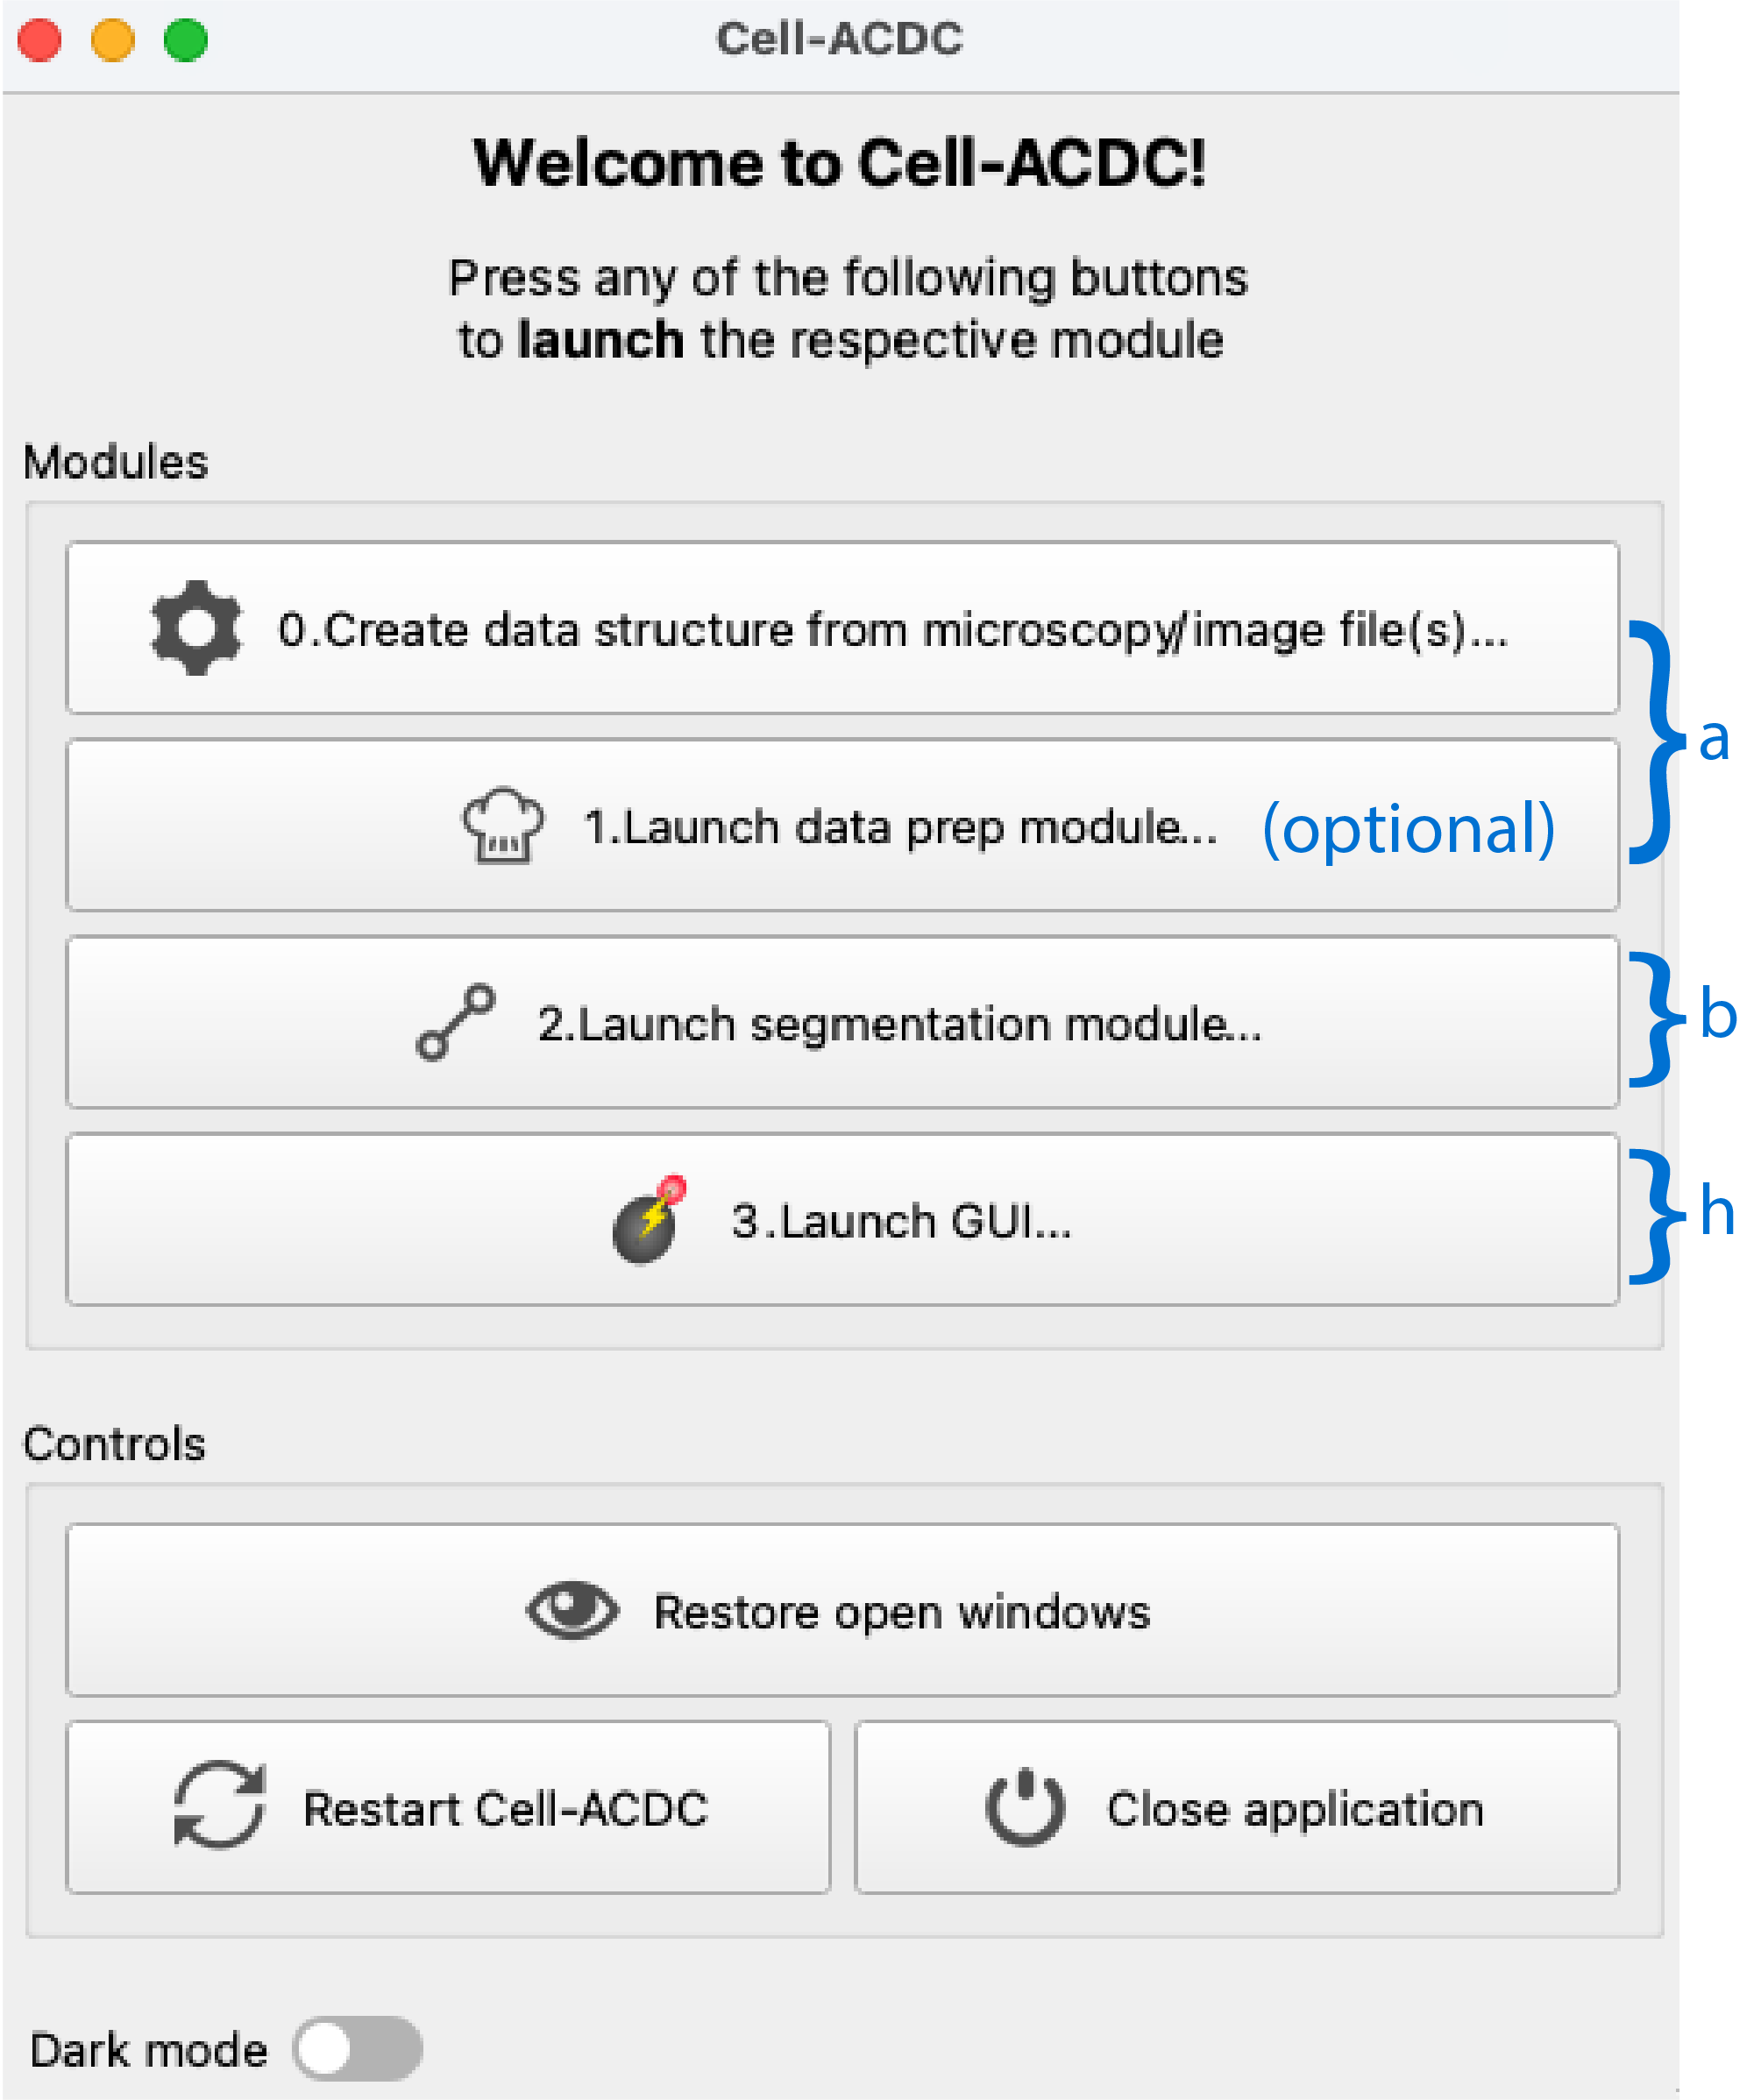 Cell-ACDC
Welcome to Cell-ACDC!
Press any of the following buttons
to launch the respective module
Modules
0.Create data structure from microscopy/image file(s)...
a
1.Launch data prep module... (optional)
2.Launch segmentation module...
b
3.Launch GUI...
h
Controls
Restore open windows
Restart Cell-ACDC
Close application
Dark mode